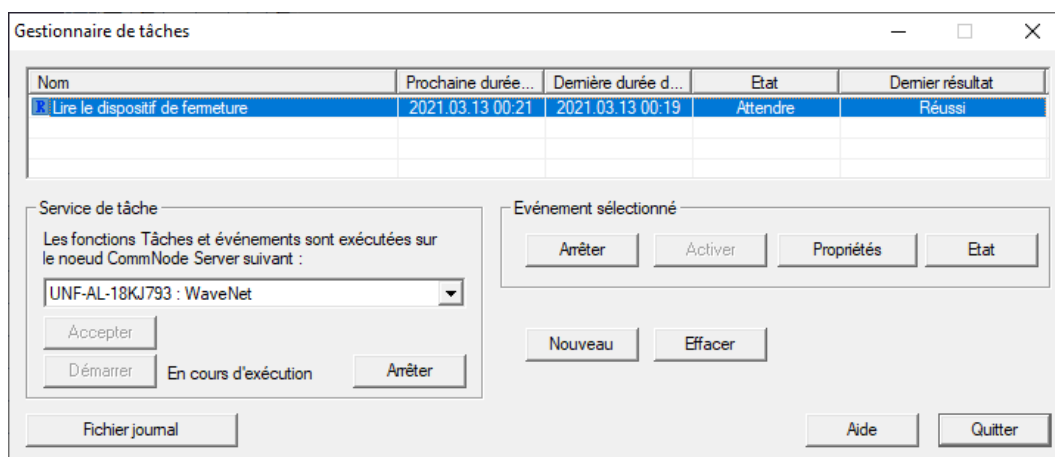 Gestionnaire de tâches
Nom Prochaine durée... Dernière durée d... Etat Dernier résultat
R Lire le dispositif de fermeture 2021.03.13 00:21 2021.03.13 00:19 Attendre Réussi
Service de tâche
Les fonctions Tâches et événements sont exécutées sur
le noeud CommNode Server suivant :
UNF-AL-18KJ793 : WaveNet
Accepter
Démarrer En cours d'exécution Arrêter
Evénement sélectionné
Arrêter Activer Propriétés Etat
Nouveau Effacer
Fichier journal Aide Quitter